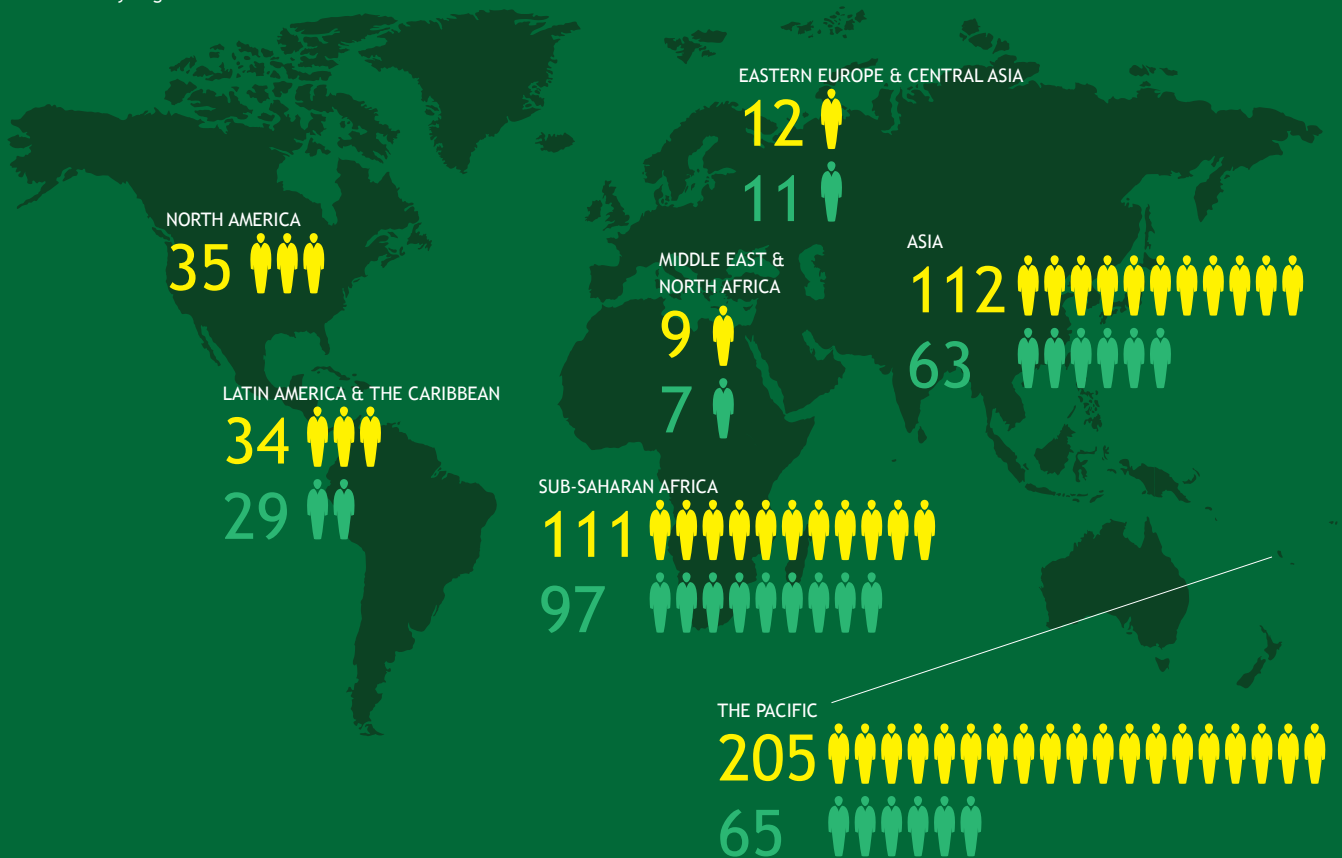 EASTERN EUROPE & CENTRAL ASIA
12
11
NORTH AMERICA
35
ASIA
112
63
MIDDLE EAST &
NORTH AFRICA
9
7
LATIN AMERICA & THE CARIBBEAN
34
29
SUB-SAHARAN AFRICA
111
97
THE PACIFIC
205
65